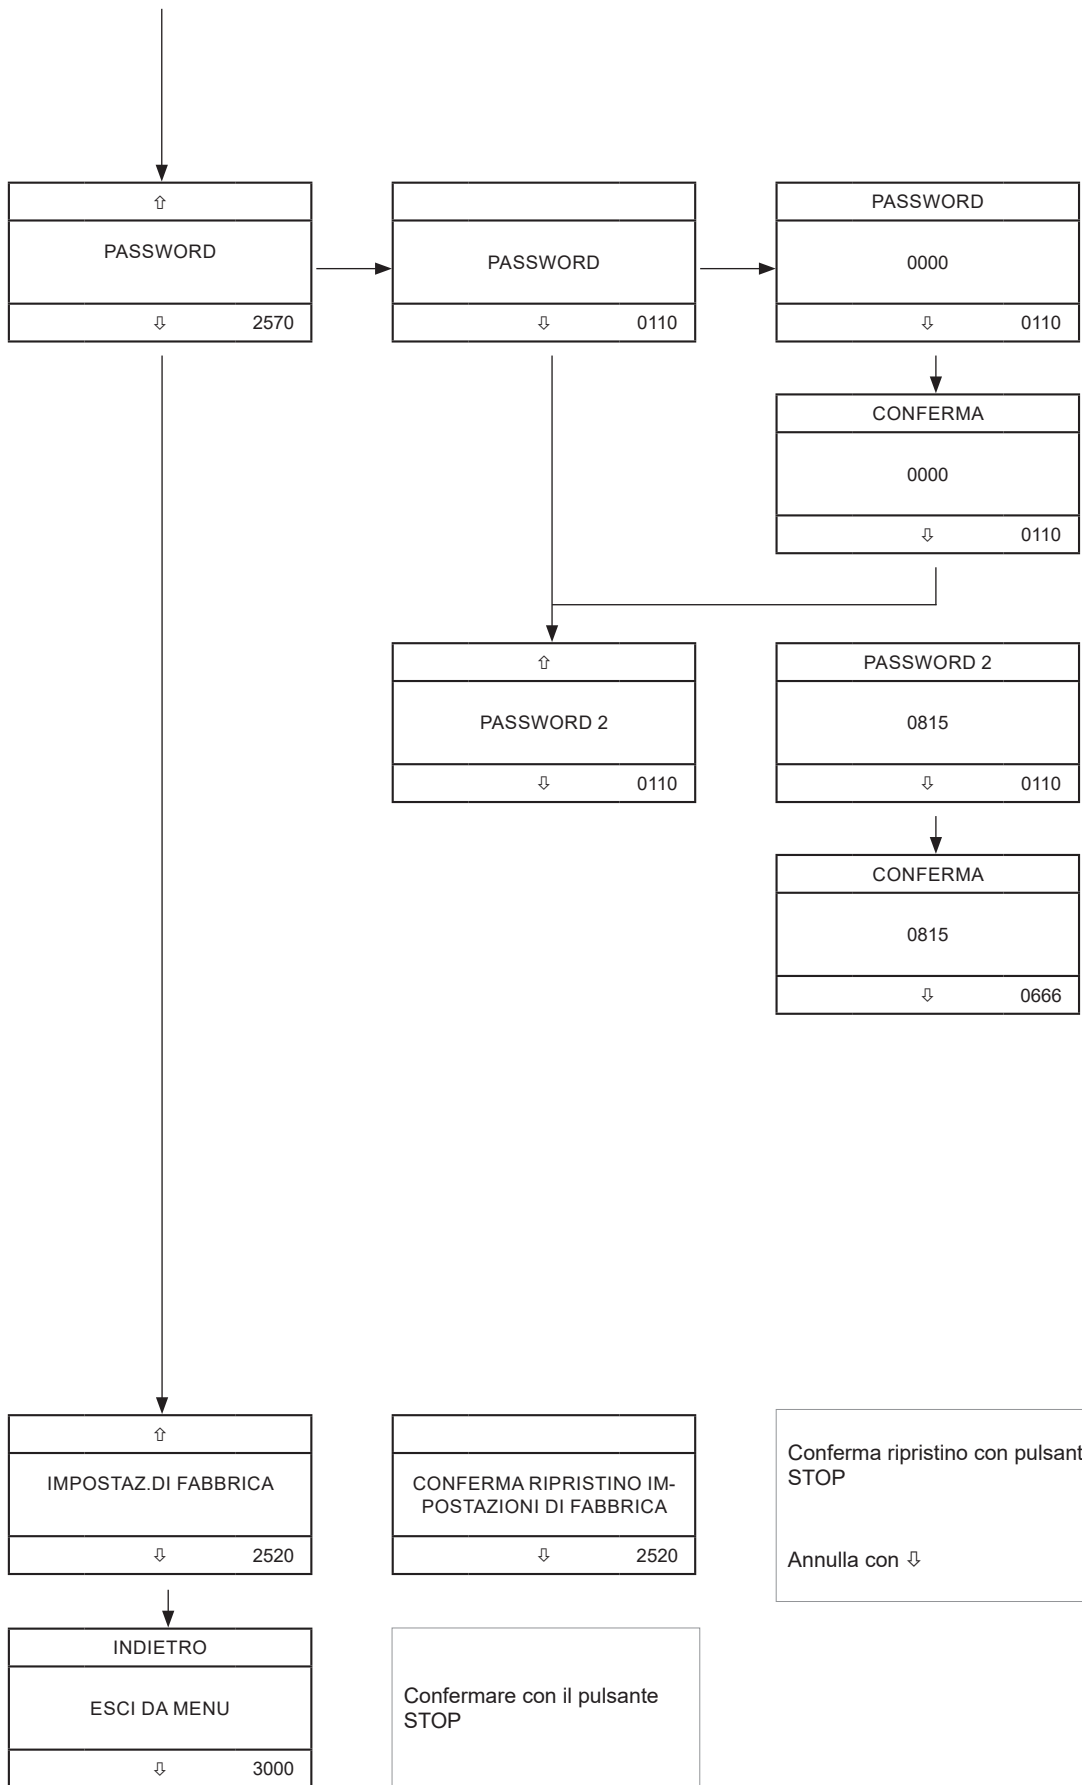 ⇧
PASSWORD
⇩ 2570
PASSWORD
⇩ 0110
PASSWORD
0000
⇩ 0110
CONFERMA
0000
⇩ 0110
⇧
PASSWORD 2
⇩ 0110
PASSWORD 2
0815
⇩ 0110
CONFERMA
0815
⇩ 0666
⇧
IMPOSTAZ.DI FABBRICA
⇩ 2520
CONFERMA RIPRISTINO IM-
POSTAZIONI DI FABBRICA
⇩ 2520
Conferma ripristino con pulsant
STOP
Annulla con ⇩
INDIETRO
ESCI DA MENU
⇩ 3000
Confermare con il pulsante
STOP